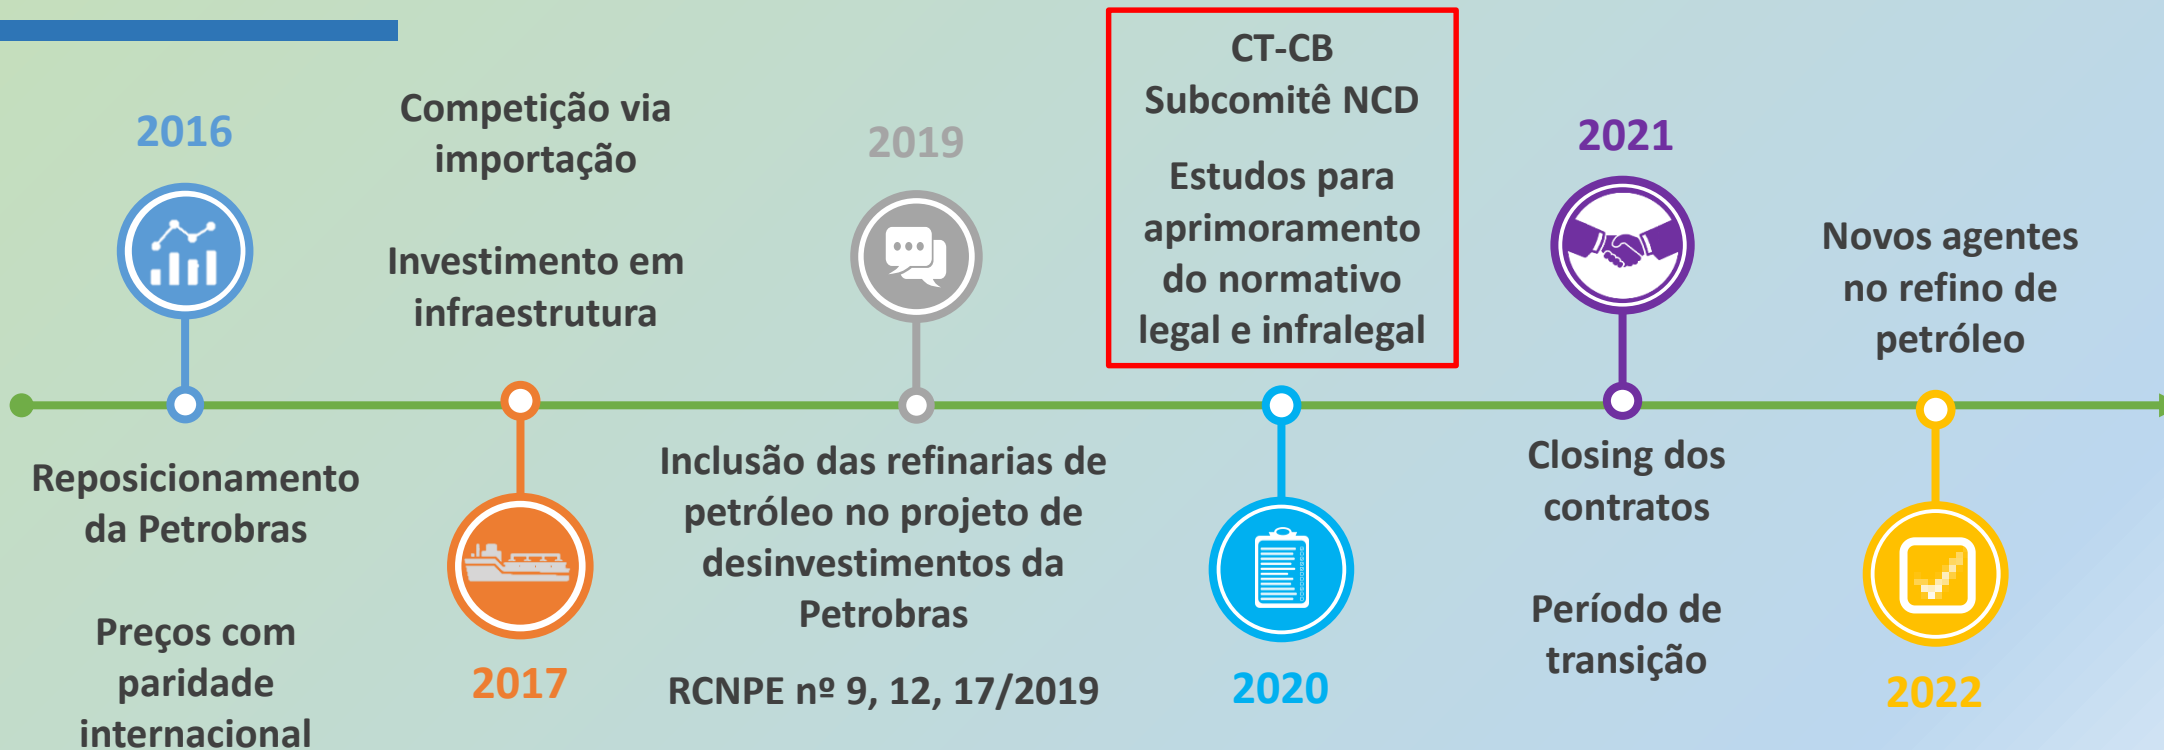 2016
Reposicionamento
da Petrobras
Preços com
paridade
internacional
Competição via
importação
Investimento em
infraestrutura
2017
2019
Inclusão das refinarias de
petróleo no projeto de
desinvestimentos da
Petrobras
RCNPE nº 9, 12, 17/2019
CT-CB
Subcomitê NCD
Estudos para
aprimoramento
do normativo
legal e infralegal
2020
2021
Closing dos
contratos
Período de
transição
Novos agentes
no refino de
petróleo
2022